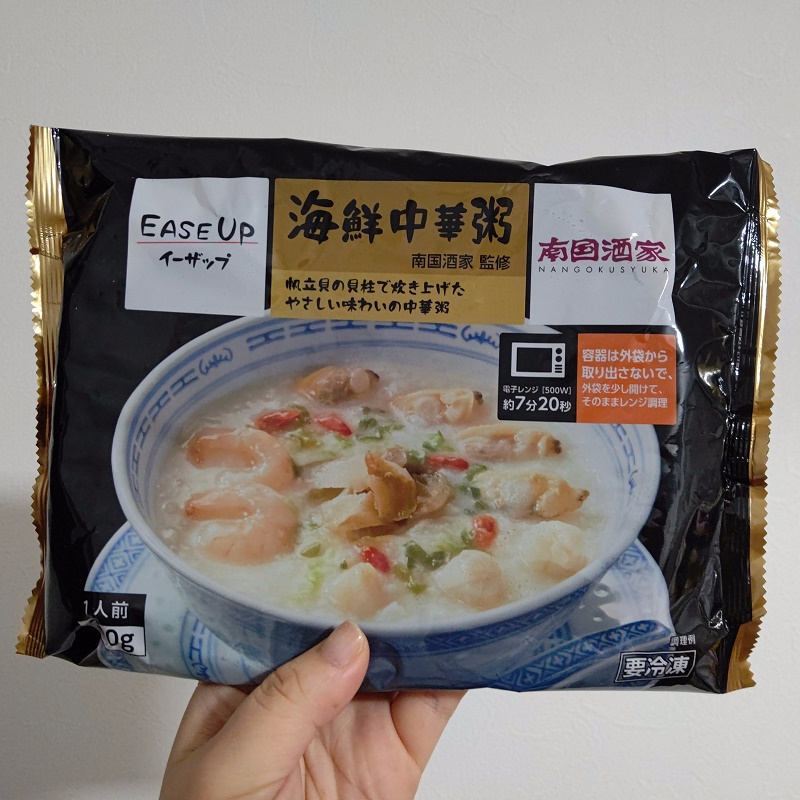 EASE UP
イーザップ
海鮮中華粥
南国酒家 監修
帆立貝の貝柱で炊き上げた
やさしい味わいの中華粥
南国酒家
NANGOKUSYUKA
電子レンジ [500W]
約7分20秒
容器は外袋から
取り出さないで、
外袋を少し開けて、
そのままレンジ調理
1人前
0g
調理例
要冷凍